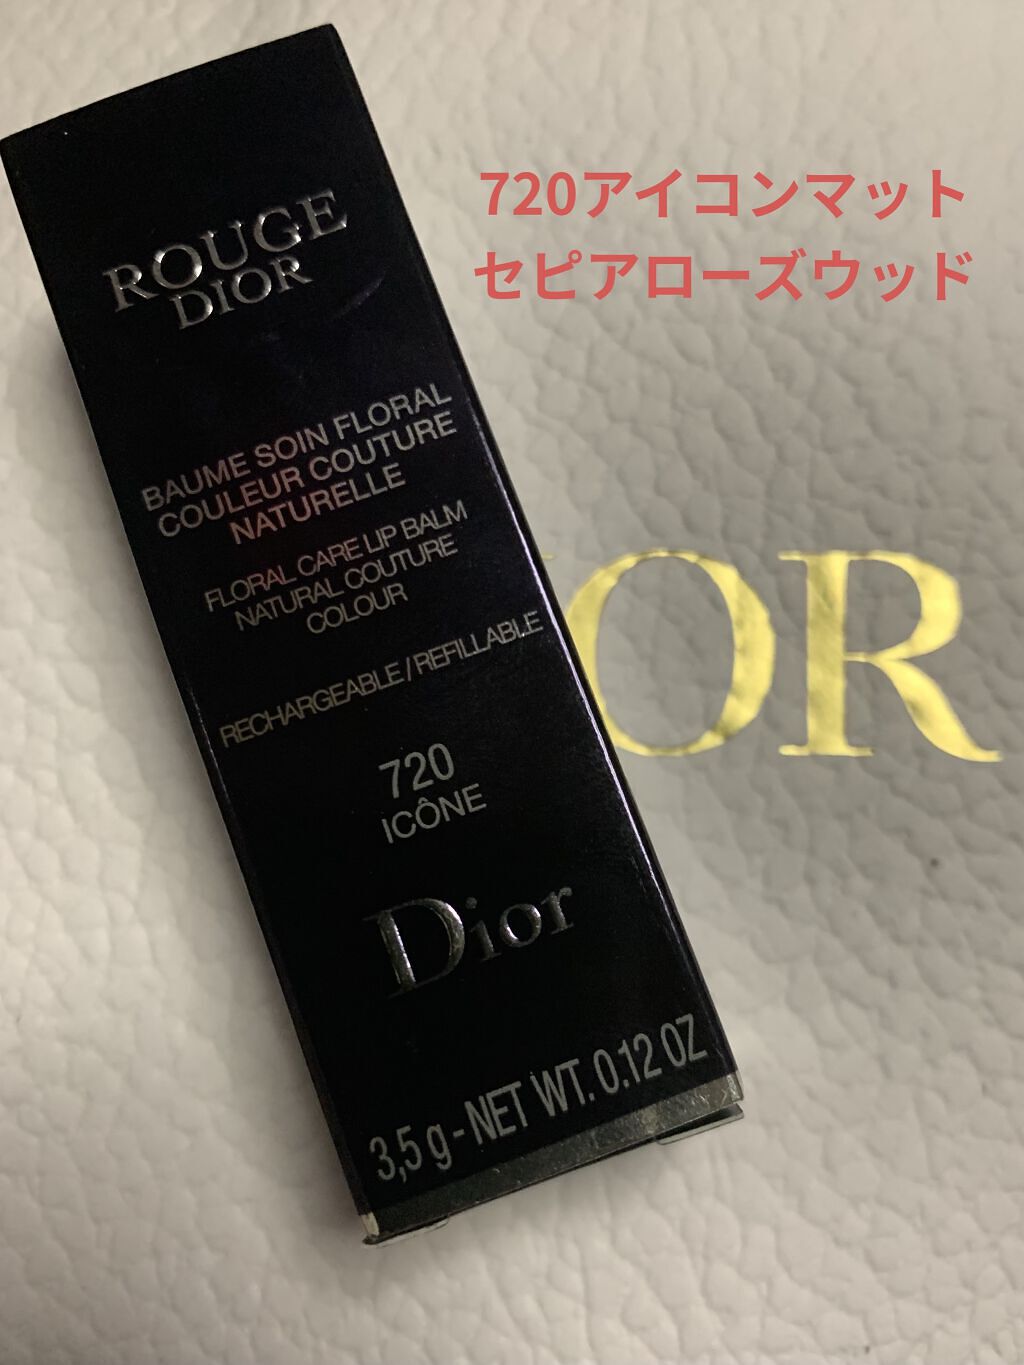 720アイコンマット
セピアローズウッド
ROUGE
DIOR
BAUME SOIN FLORAL
COULEUR COUTURE
NATURELLE
FLORAL CARE LIP BALM
NATURAL COUTURE
COLOUR
RECHARGEABLE / REFILLABLE
720
ICÔNE
Dior
3,5 g - NET WT. 0.12 OZ
OR